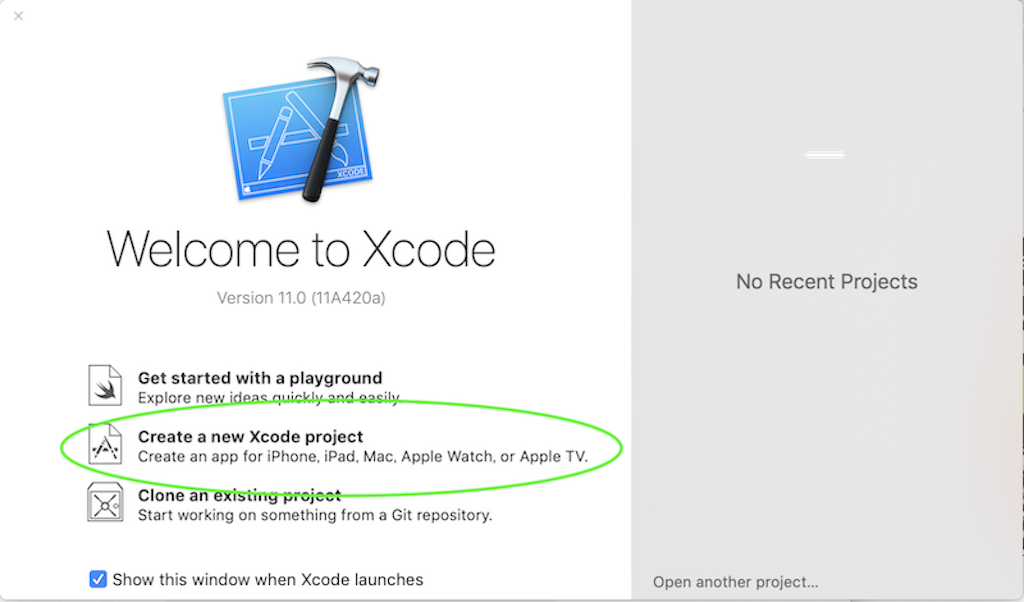 XCODE
Welcome to Xcode
Version 11.0 (11A420a)
No Recent Projects
Get started with a playground
Explore new ideas quickly and easily.
Create a new Xcode project
Create an app for iPhone, iPad, Mac, Apple Watch, or Apple TV.
Clone an existing project
Start working on something from a Git repository.
Show this window when Xcode launches
Open another project...